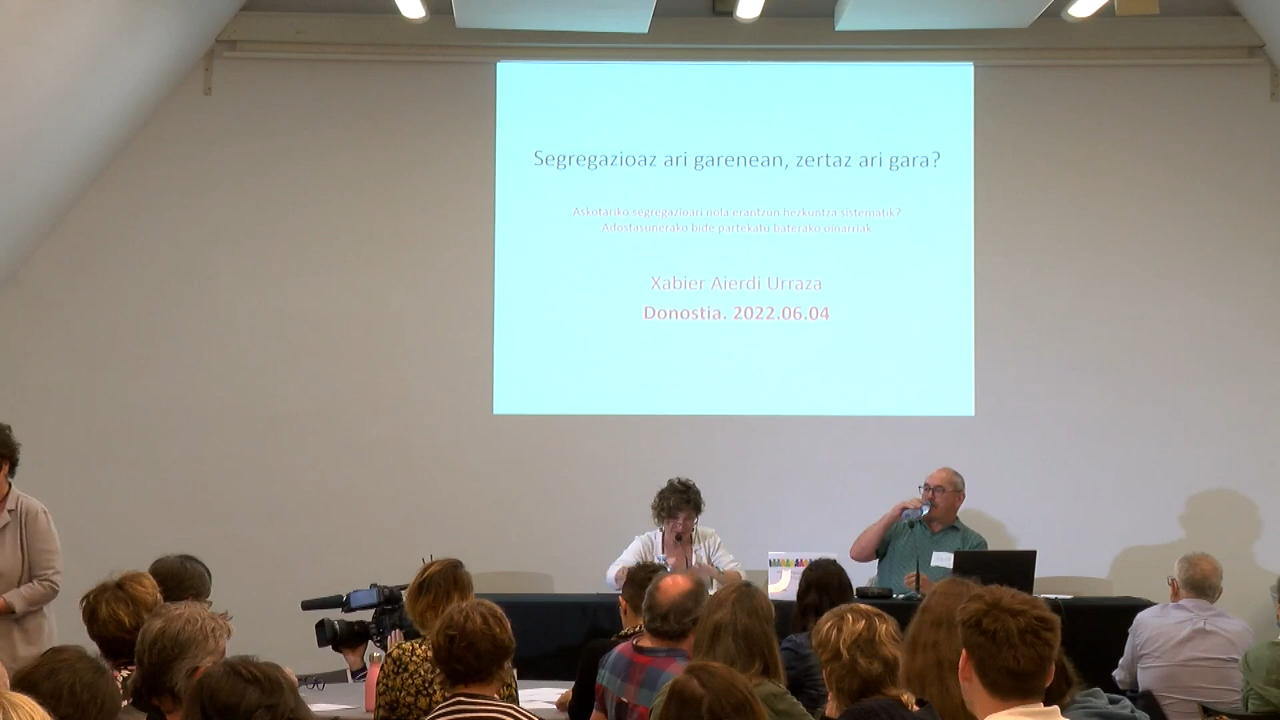 Segregazioaz ari garenean, zertaz ari gara?
Askotariko segregazioari nola erantzun hezkuntza sistematik?
Adostasunerako bide partekatu baterako oinarriak
Xabier Aierdi Urraza
Donostia. 2022.06.04